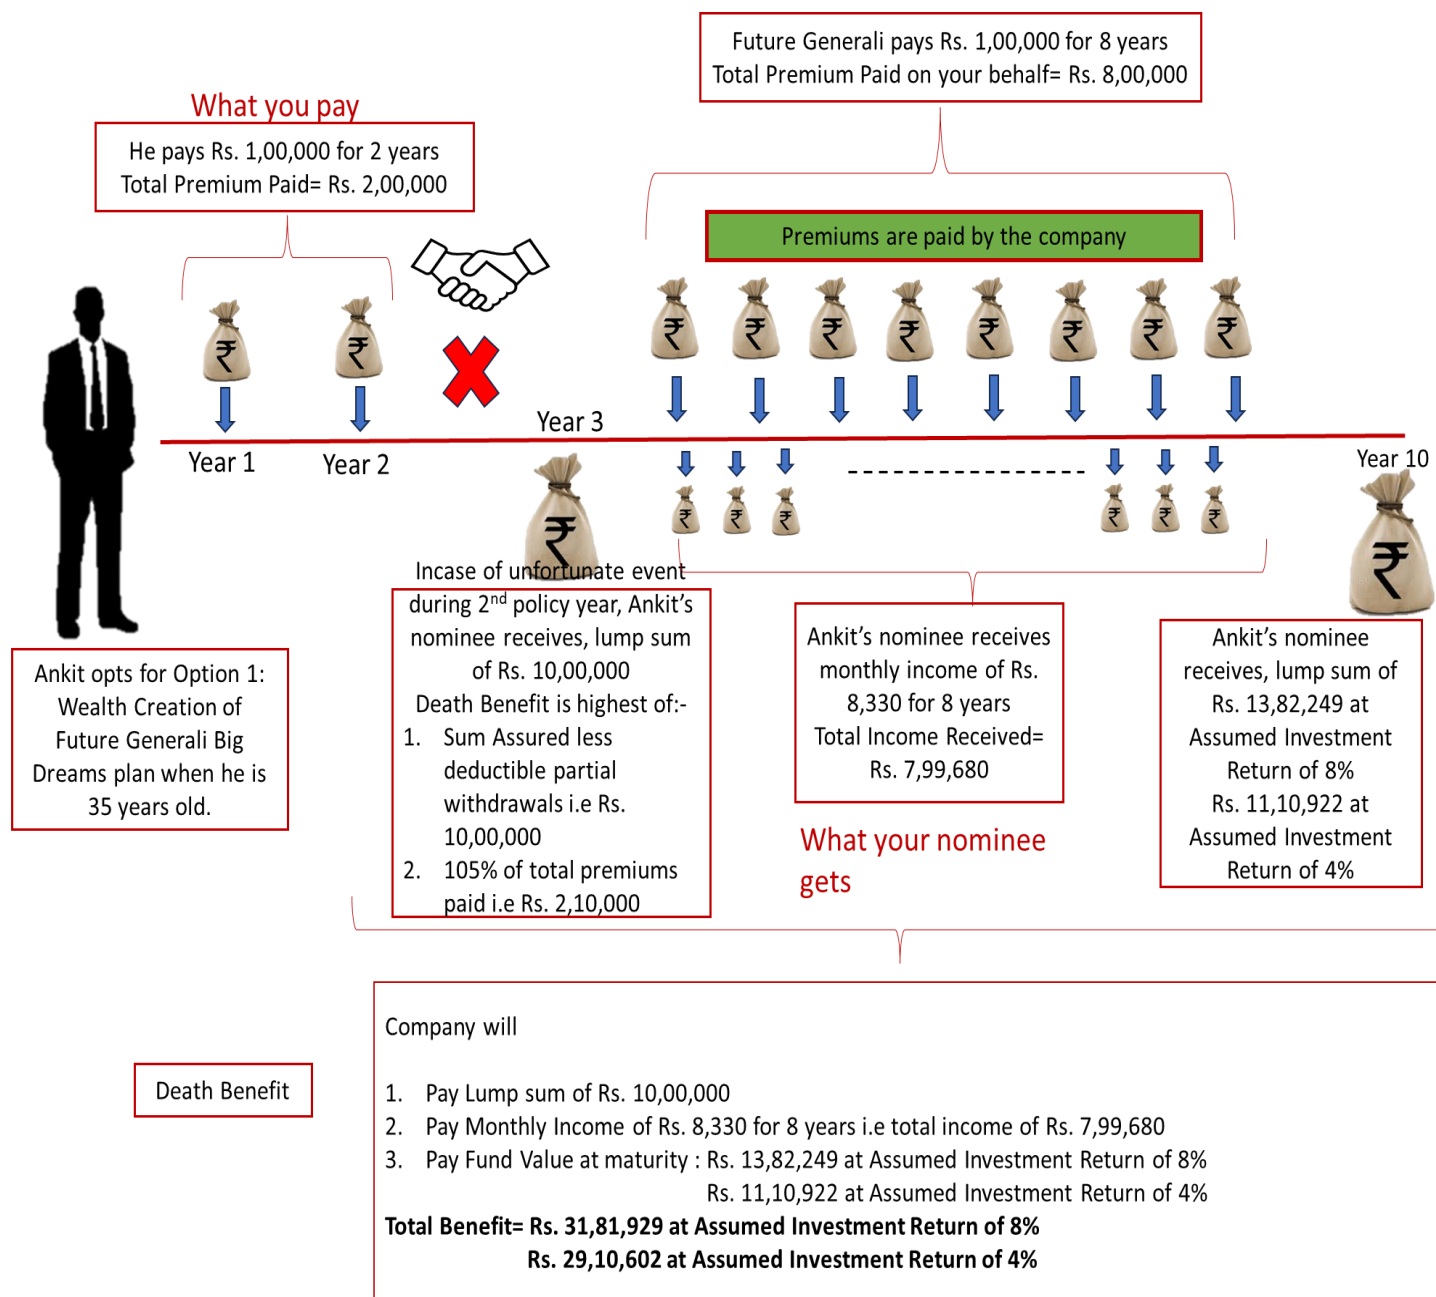 Future Generali pays Rs. 1,00,000 for 8 years
Total Premium Paid on your behalf= Rs. 8,00,000
What you pay
He pays Rs. 1,00,000 for 2 years
Total Premium Paid= Rs. 2,00,000
Premiums are paid by the company
₹
₹
₹
₹
₹
₹
₹
₹
₹
₹
Year 1
Year 2
Year 3
Year 10
₹
₹
₹
₹
₹
₹
₹
₹
Ankit opts for Option 1:
Wealth Creation of
Future Generali Big
Dreams plan when he is
35 years old.
Incase of unfortunate event
during 2nd policy year, Ankit's
nominee receives, lump sum
of Rs. 10,00,000
Death Benefit is highest of:-
1. Sum Assured less
deductible partial
withdrawals i.e Rs.
10,00,000
2. 105% of total premiums
paid i.e Rs. 2,10,000
Ankit's nominee receives
monthly income of Rs.
8,330 for 8 years
Total Income Received=
Rs. 7,99,680
What your nominee
gets
Ankit's nominee
receives, lump sum of
Rs. 13,82,249 at
Assumed Investment
Return of 8%
Rs. 11,10,922 at
Assumed Investment
Return of 4%
Death Benefit
Company will
1. Pay Lump sum of Rs. 10,00,000
2. Pay Monthly Income of Rs. 8,330 for 8 years i.e total income of Rs. 7,99,680
3. Pay Fund Value at maturity : Rs. 13,82,249 at Assumed Investment Return of 8%
Rs. 11,10,922 at Assumed Investment Return of 4%
Total Benefit= Rs. 31,81,929 at Assumed Investment Return of 8%
Rs. 29,10,602 at Assumed Investment Return of 4%